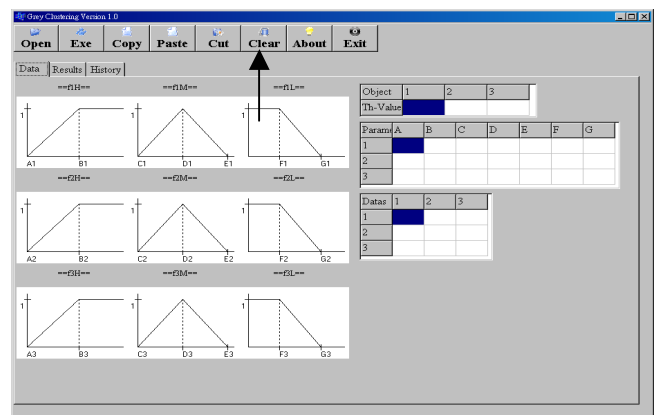 Grey Clustering Version 1.0
Open Exe Copy Paste Cut Clear About Exit
Data Results History
==f1H== ==f1M== ==f1L==
1 1 1
A1 B1 C1 D1 E1 F1 G1
==f2H== ==f2M== ==f2L==
1 1 1
A2 B2 C2 D2 E2 F2 G2
==f3H== ==f3M== ==f3L==
1 1 1
A3 B3 C3 D3 E3 F3 G3
Object 1 2 3
Th-Value
Parame A B C D E F G
1
2
3
Datas 1 2 3
1
2
3